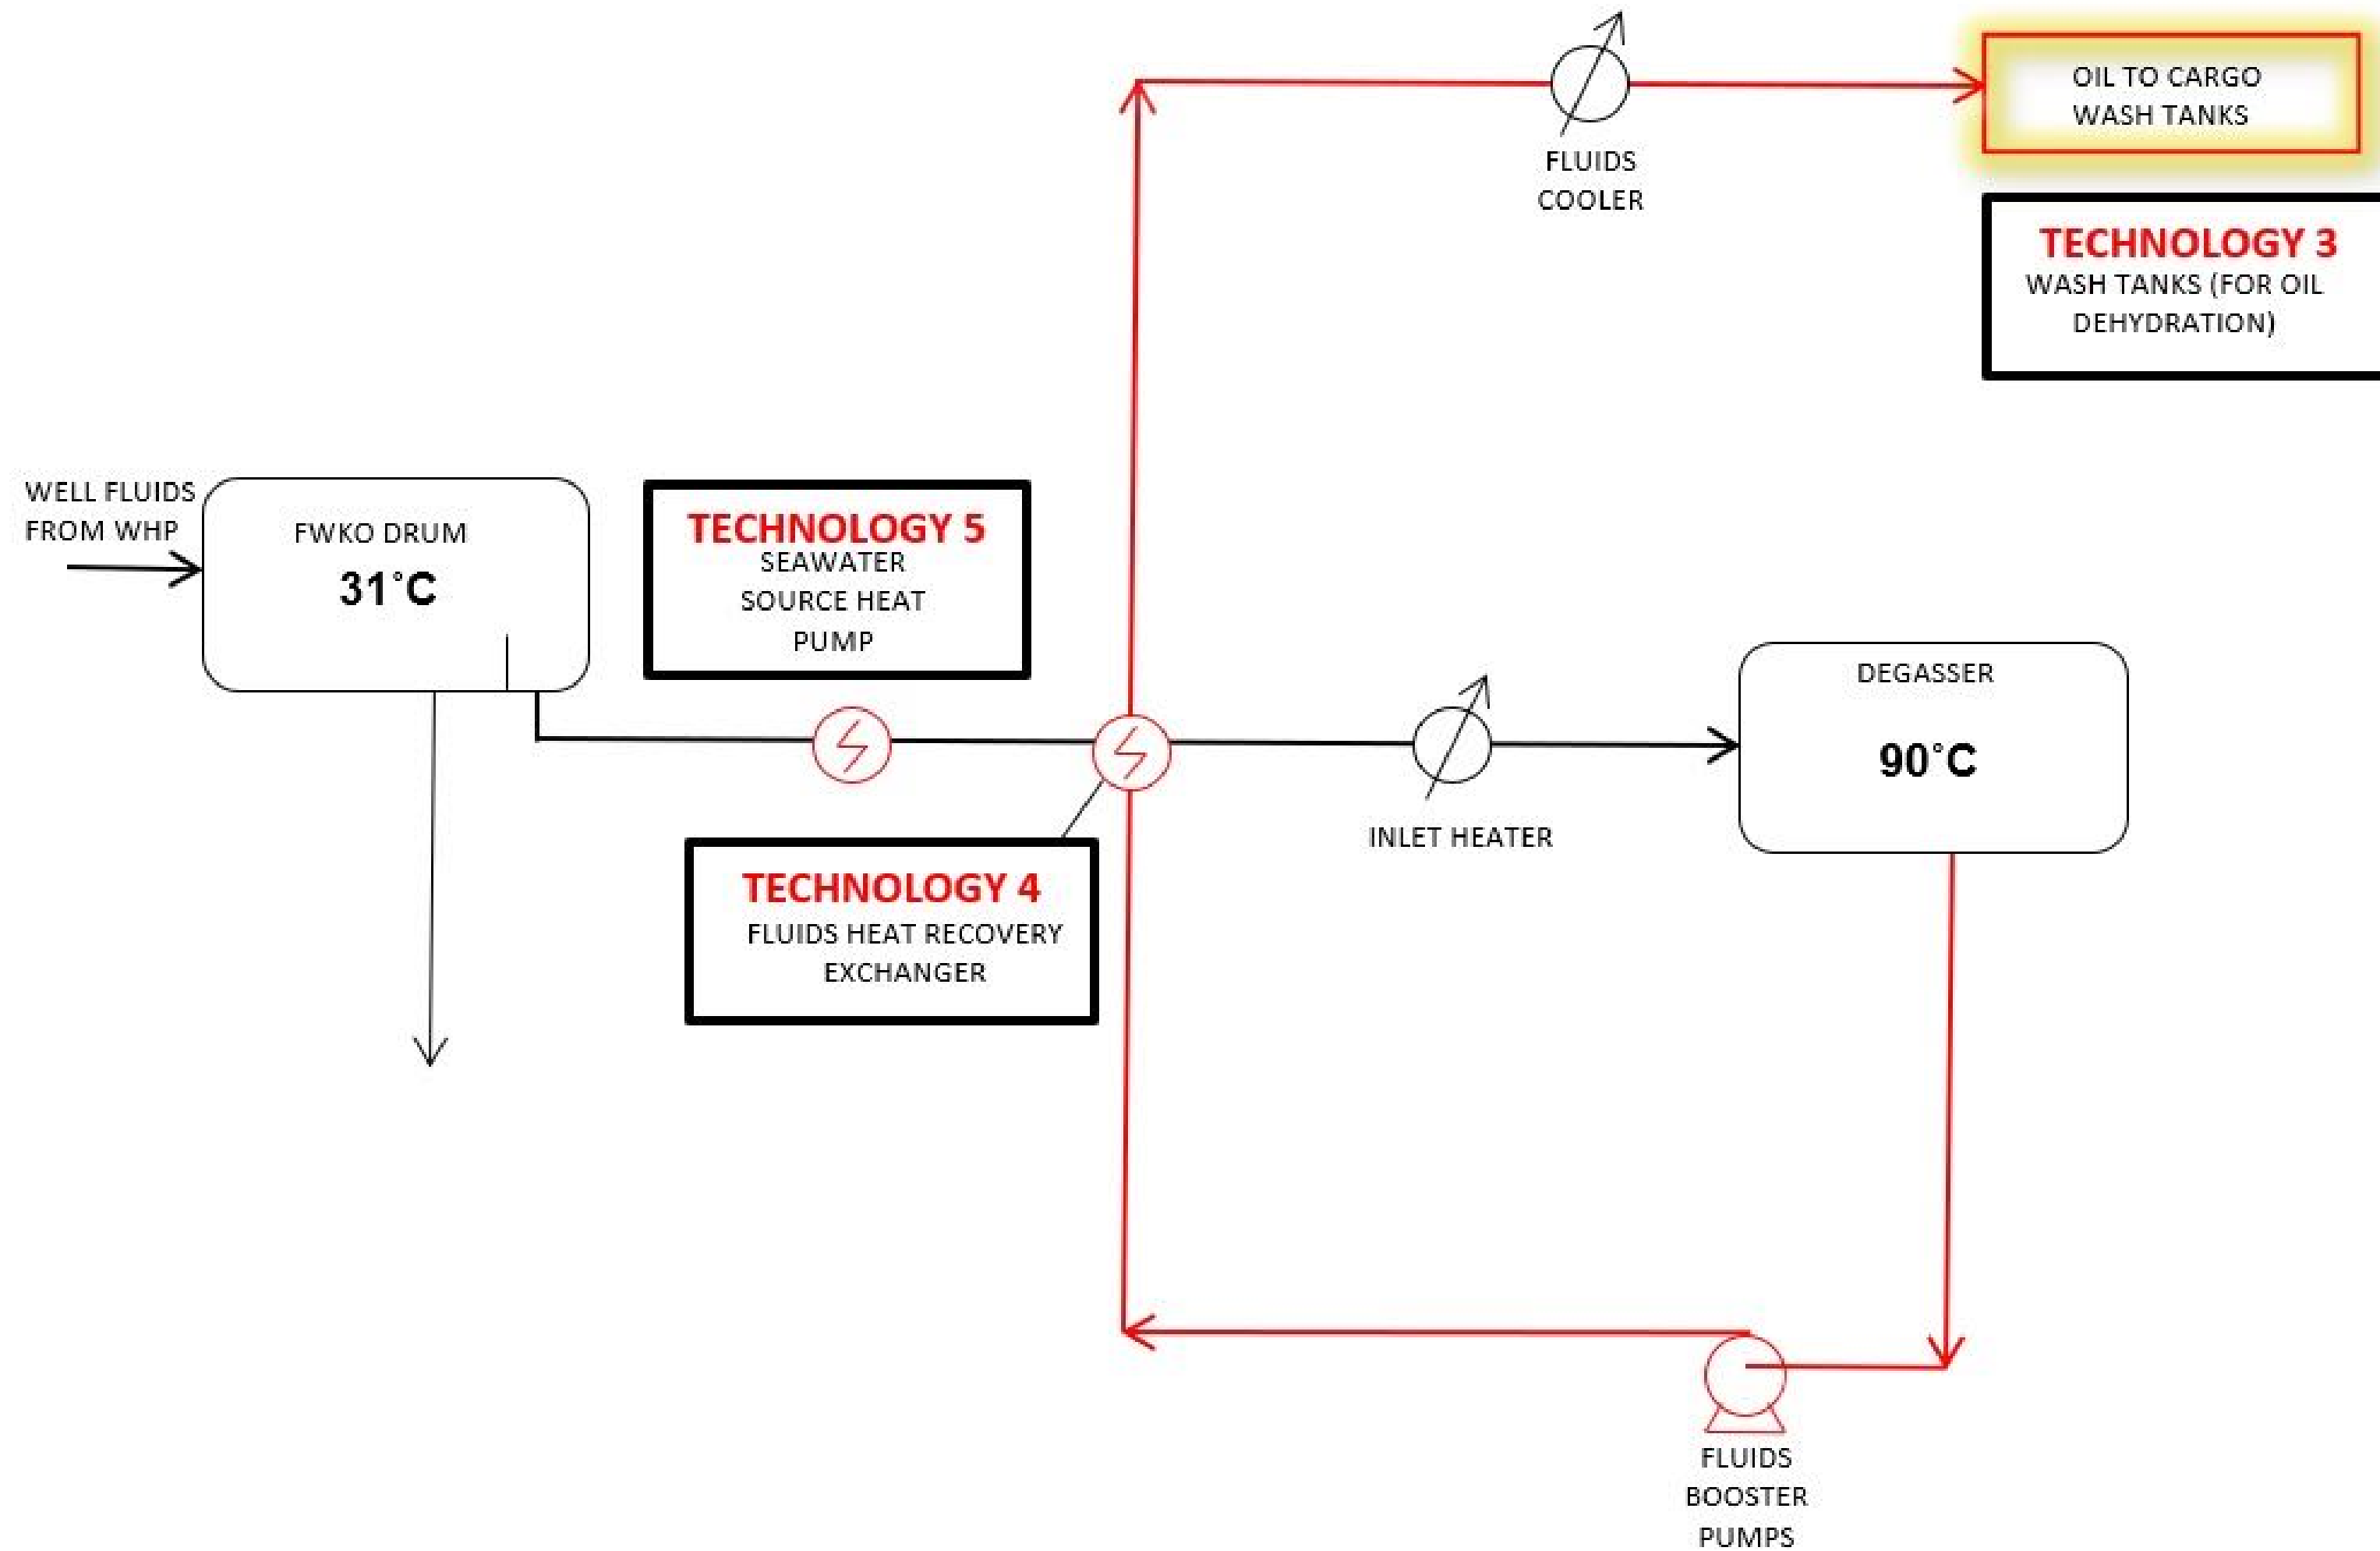 OIL TO CARGO
WASH TANKS
FLUIDS
COOLER
TECHNOLOGY 3
WASH TANKS (FOR OIL
DEHYDRATION)
WELL FLUIDS
FROM WHP
FWKO DRUM
31°C
TECHNOLOGY 5
SEAWATER
SOURCE HEAT
PUMP
DEGASSER
90°C
INLET HEATER
TECHNOLOGY 4
FLUIDS HEAT RECOVERY
EXCHANGER
FLUIDS
BOOSTER
PUMPS